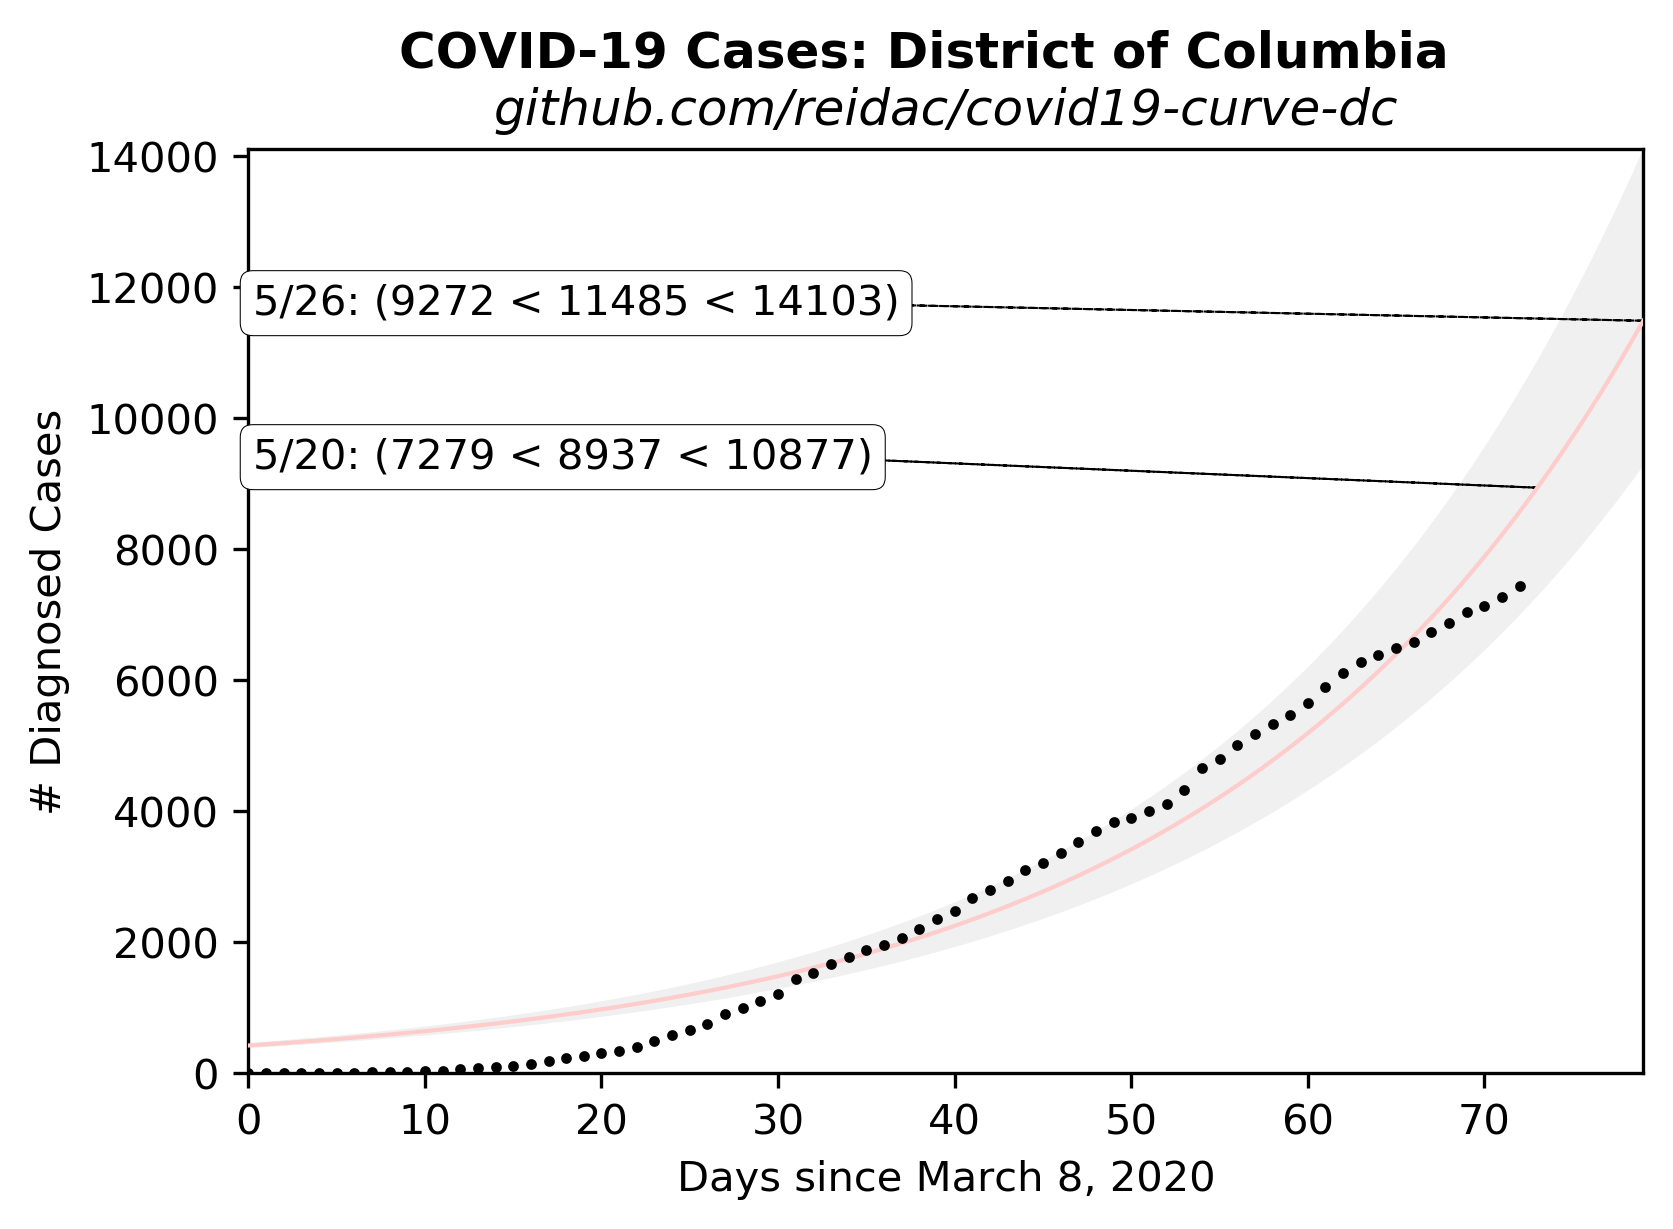 COVID-19 Cases: District of Columbia
github.com/reidac/covid19-curve-dc
14000
12000
10000
8000
6000
4000
2000
0
# Diagnosed Cases
5/26: (9272 < 11485 < 14103)
5/20: (7279 < 8937 < 10877)
0 10 20 30 40 50 60 70
Days since March 8, 2020